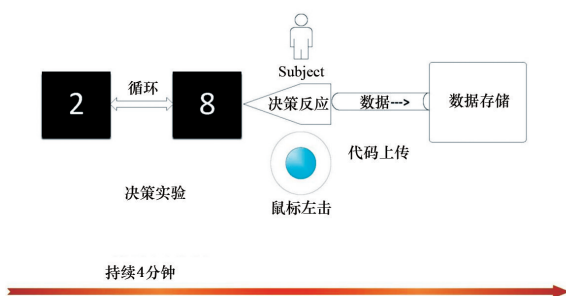 Subject
2
循环
8
决策反应
数据--->
数据存储
代码上传
决策实验
鼠标左击
持续4分钟